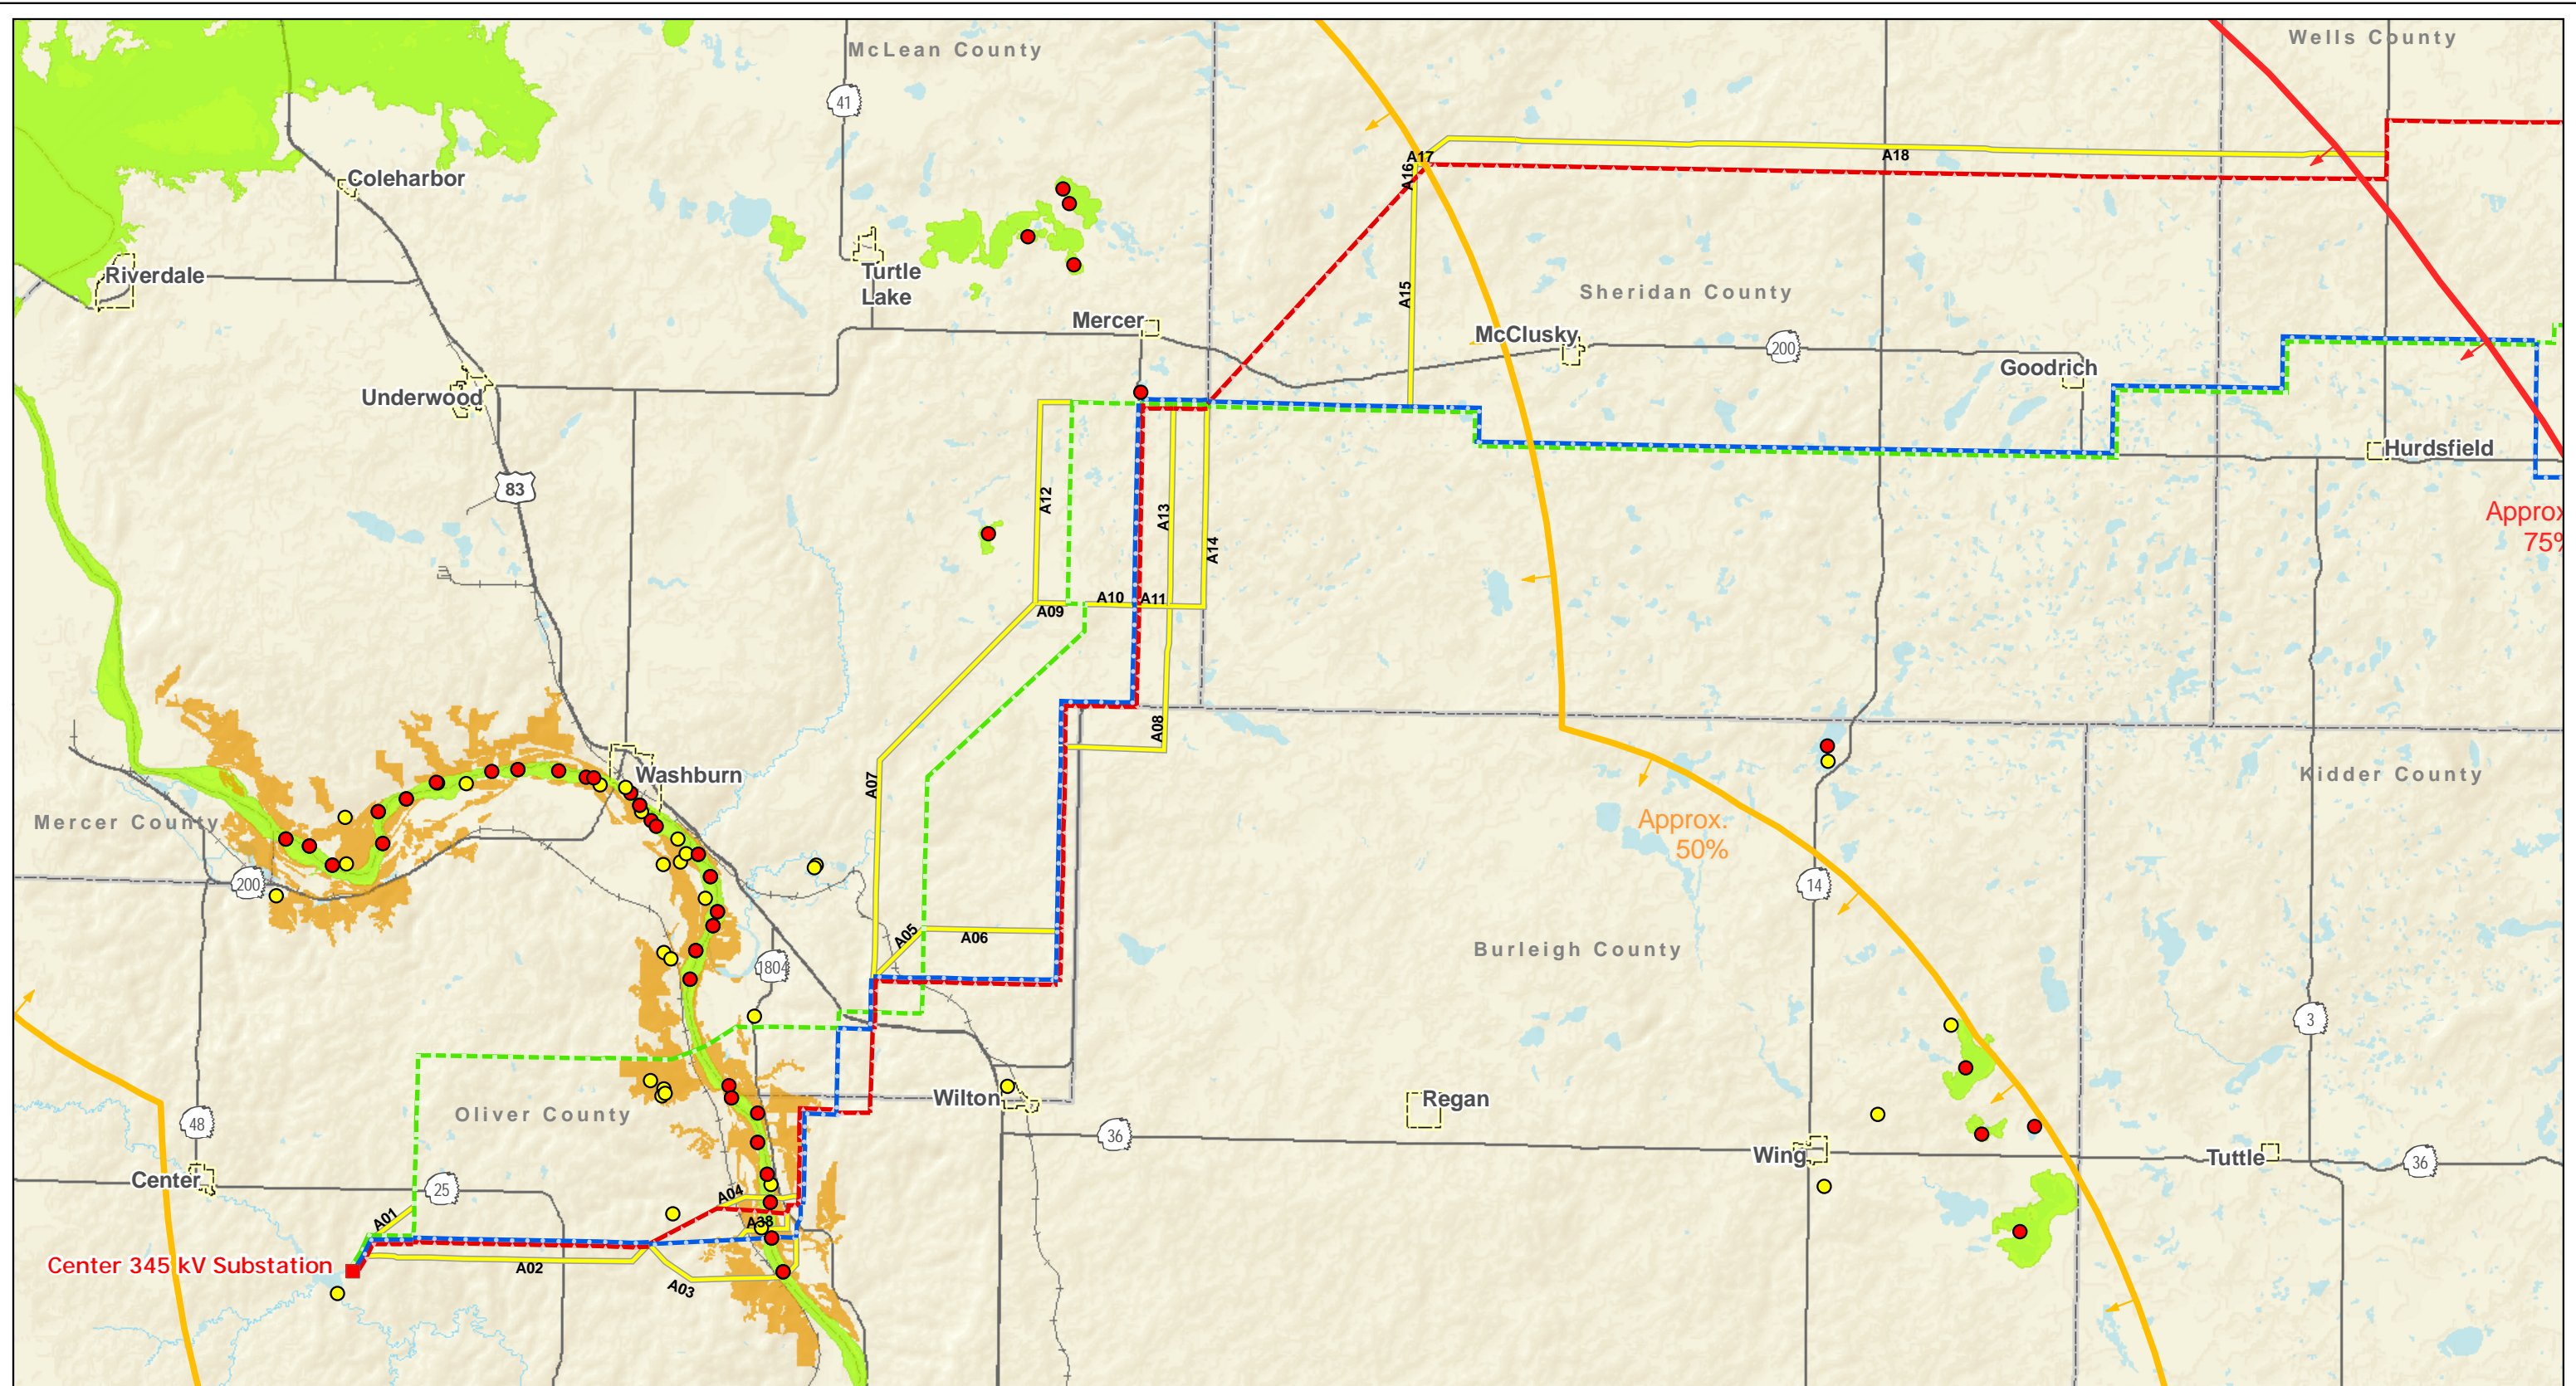 McLean County
Wells County
41
A17
A18
A16
Coleharbor
Riverdale
Turtle
Lake
A15
Sheridan County
Mercer
McClusky
200
Goodrich
Underwood
Hurdsfield
83
A12
A13
A14
Approx
75%
A09
A10
A11
A08
A07
Washburn
Mercer County
Kidder County
Approx.
50%
200
14
A05
A06
Burleigh County
1804
3
Oliver County
Wilton
Regan
48
36
Wing
Tuttle
36
Center
25
A04
A01
A38
Center 345 kV Substation
A02
A03